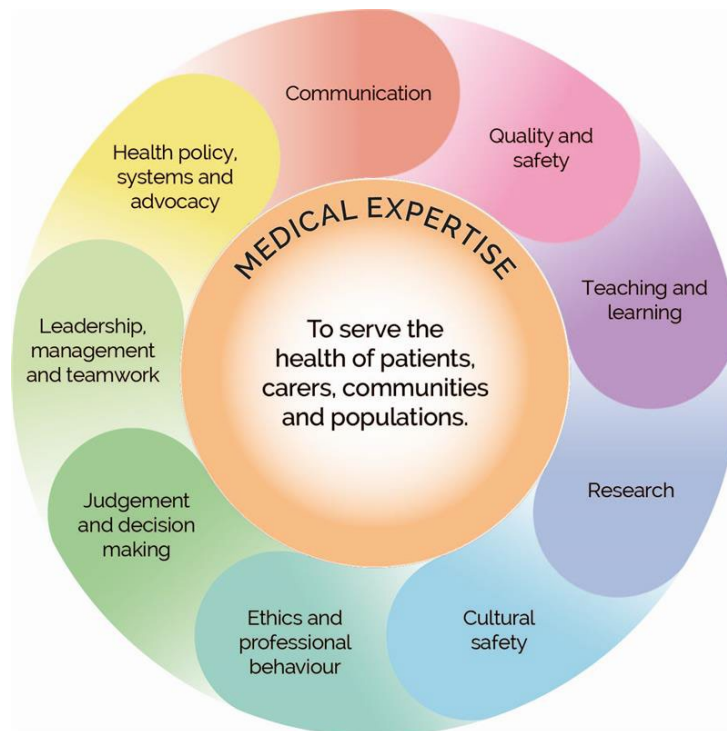 Communication
Quality and
safety
Teaching and
learning
Research
Cultural
safety
Ethics and
professional
behaviour
Judgement
and decision
making
Leadership,
management
and teamwork
Health policy,
systems and
advocacy
MEDICAL EXPERTISE
To serve the
health of patients,
carers, communities
and populations.